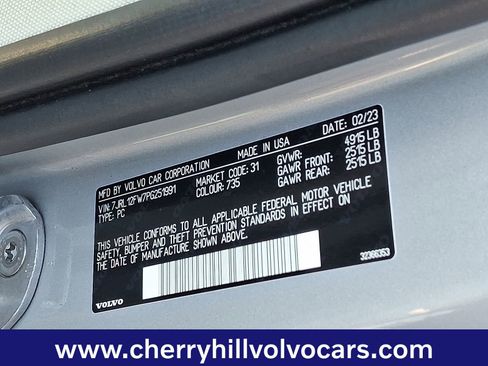 MFD BY VOLVO CAR CORPORATION MADE IN USA DATE: 02/23
VIN: 7JRL12FW7PG251991 MARKET CODE: 31 GVWR: 4915 LB
TYPE: PC COLOUR: 735 GAWR FRONT: 2515 LB
GAWR REAR: 2515 LB
THIS VEHICLE CONFORMS TO ALL APPLICABLE FEDERAL MOTOR VEHICLE
SAFETY, BUMPER AND THEFT PREVENTION STANDARDS IN EFFECT ON
THE DATE OF MANUFACTURE SHOWN ABOVE.
VOLVO 32366353
www.cherryhillvolvocars.com